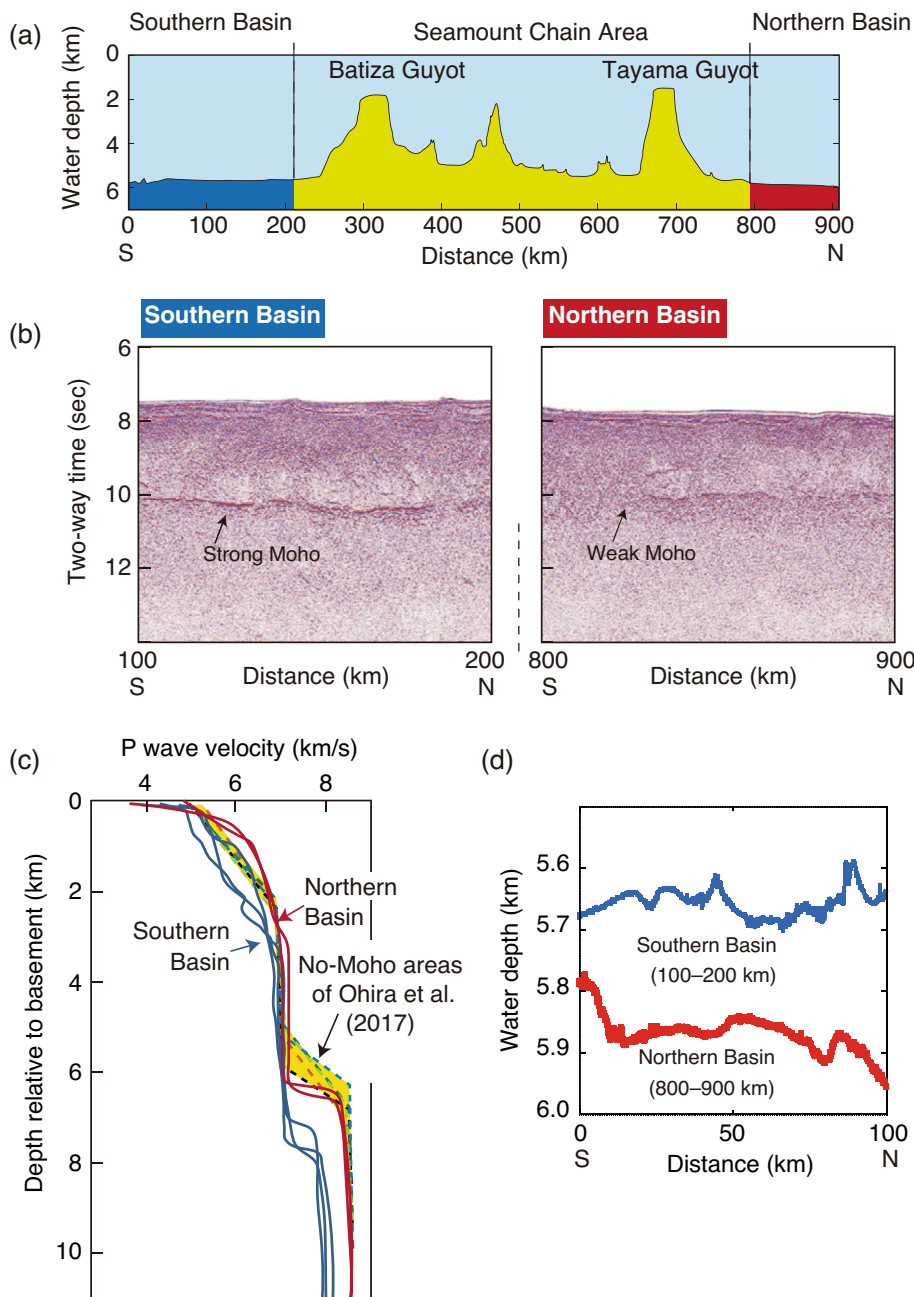 (a)
Southern Basin
Seamount Chain Area
Northern Basin
Batiza Guyot
Tayama Guyot
Water depth (km)
0
2
4
6
0 100 200 300 400 500 600 700 800 900
S
Distance (km)
N
(b)
Southern Basin
Northern Basin
Two-way time (sec)
6
8
10
12
Strong Moho
Weak Moho
100
200
800
900
S
Distance (km)
N
S
Distance (km)
N
(c)
P wave velocity (km/s)
4 6 8
Depth relative to basement (km)
0
2
4
6
8
10
Northern
Basin
Southern
Basin
No-Moho areas
of Ohira et al.
(2017)
(d)
Water depth (km)
5.6
5.7
5.8
5.9
6.0
Southern Basin
(100–200 km)
Northern Basin
(800–900 km)
0 50 100
S
Distance (km)
N